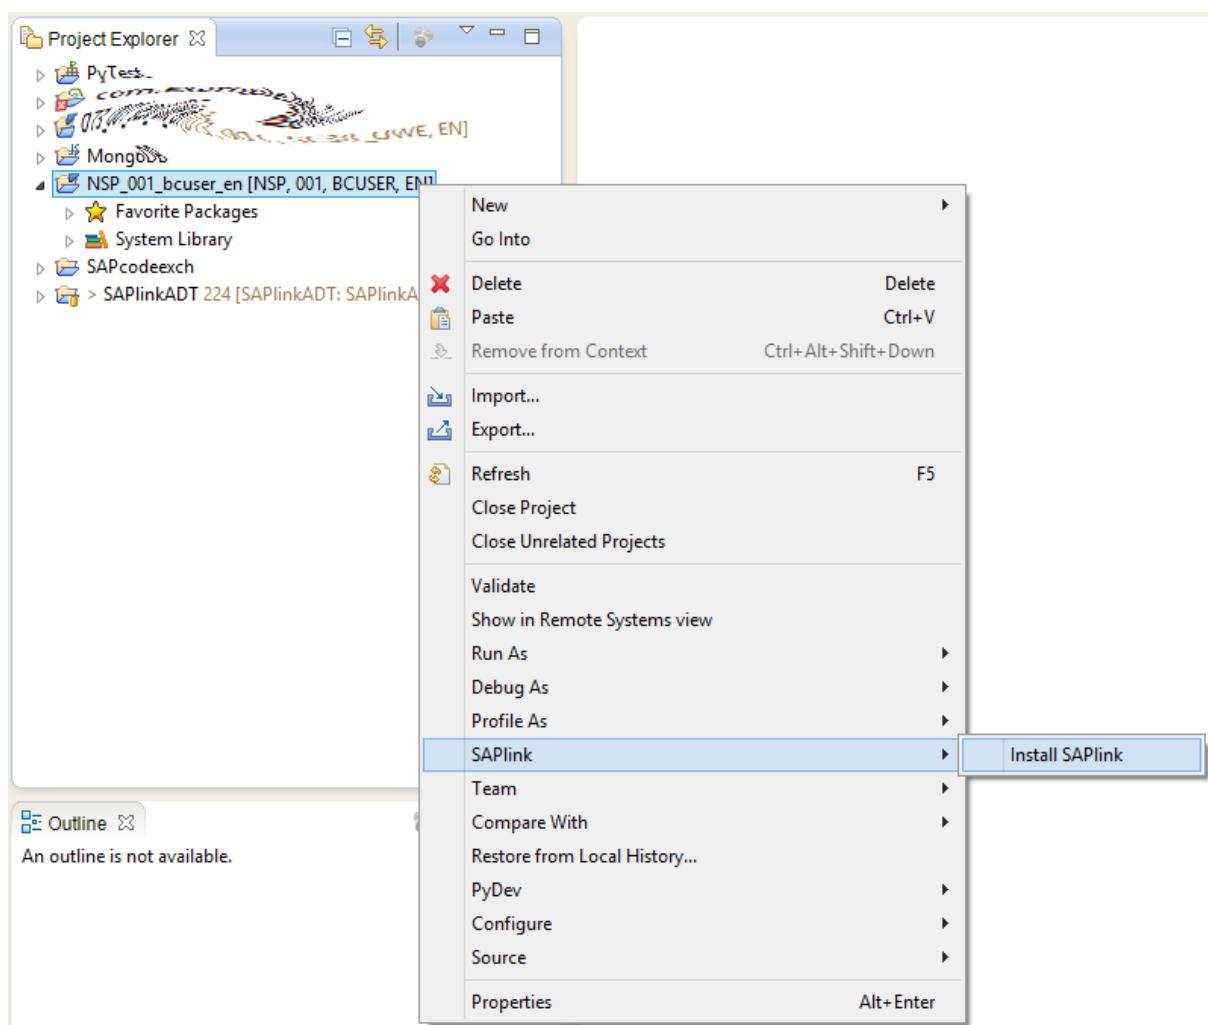 Project Explorer
PyTest
UWE, EN]
NSP_001_bcuser_en [NSP, 001, BCUSER, EN]
Favorite Packages
System Library
SAPcodeexch
> SAPlinkADT 224 [SAPlinkADT: SAPlinkA
New
Go Into
Delete Delete
Paste Ctrl+V
Remove from Context Ctrl+Alt+Shift+Down
Import...
Export...
Refresh F5
Close Project
Close Unrelated Projects
Validate
Show in Remote Systems view
Run As
Debug As
Profile As
SAPlink
Install SAPlink
Team
Compare With
Restore from Local History...
PyDev
Configure
Source
Properties Alt+Enter
Outline
An outline is not available.